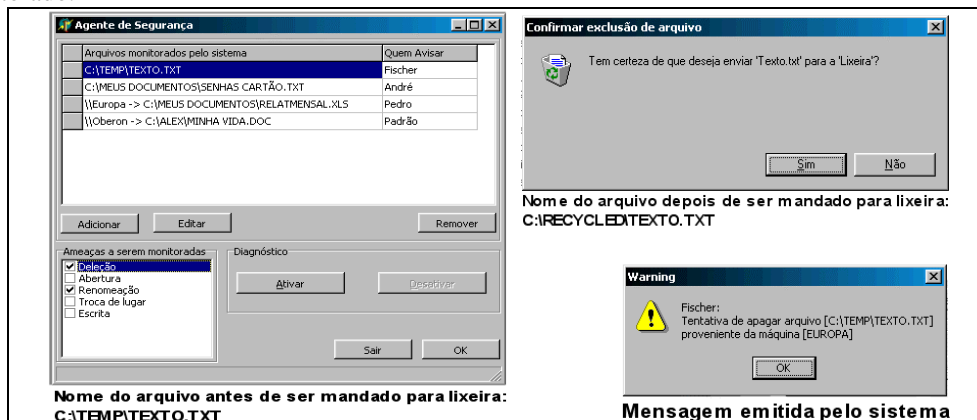 Agente de Segurança
Arquivos monitorados pelo sistema Quem Avisar
C:\TEMP\TEXTO.TXT Fischer
C:\MEUS DOCUMENTOS\SENHAS CARTÃO.TXT André
\\Europa -> C:\MEUS DOCUMENTOS\RELATMENSAL.XLS Pedro
\\Oberon -> C:\ALEX\MINHA VIDA.DOC Padrão
Adicionar Editar Remover
Ameaças a serem monitoradas
Deleção
Abertura
Renomeação
Troca de lugar
Escrita
Diagnóstico
Ativar Desativar
Sair OK
Nome do arquivo antes de ser mandado para lixeira:
C:\TEMP\TEXTO.TXT
Confirmar exclusão de arquivo
Tem certeza de que deseja enviar 'Texto.txt' para a 'Lixeira'?
Sim Não
Nome do arquivo depois de ser mandado para lixeira:
C:\RECYCLED\TEXTO.TXT
Warning
Fischer:
Tentativa de apagar arquivo [C:\TEMP\TEXTO.TXT]
proveniente da máquina [EUROPA]
OK
Mensagem emitida pelo sistema